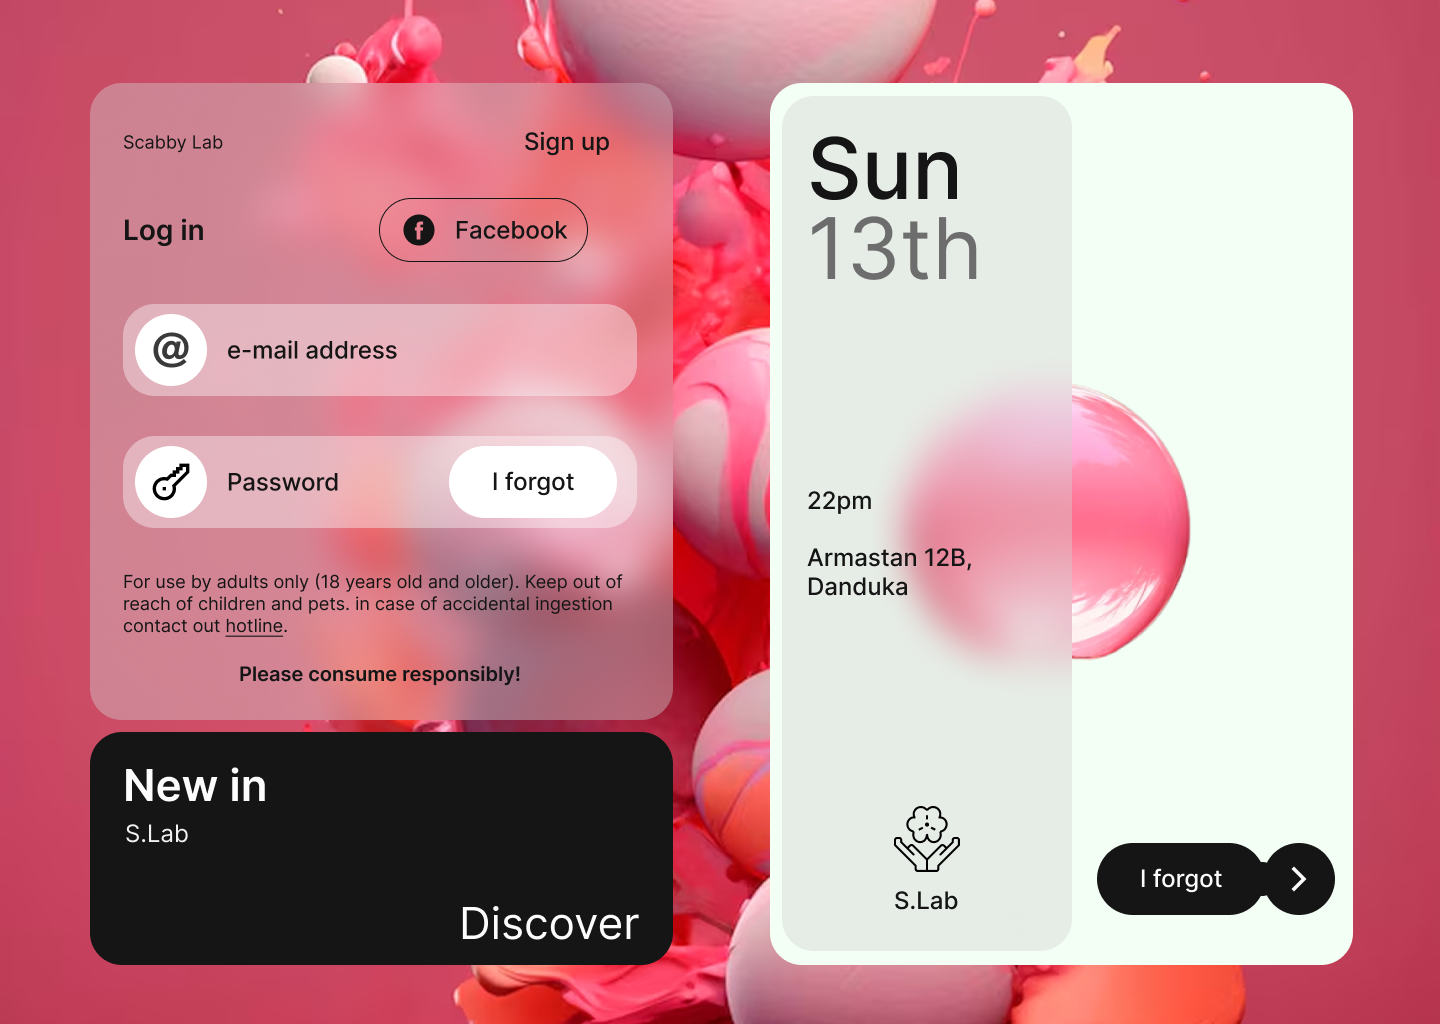 Scabby Lab
Sign up
Log in
Facebook
@
e-mail address
Password
I forgot
For use by adults only (18 years old and older). Keep out of
reach of children and pets. in case of accidental ingestion
contact out hotline.
Please consume responsibly!
New in
S.Lab
Discover
Sun
13th
22pm
Armastan 12B,
Danduka
S.Lab
I forgot